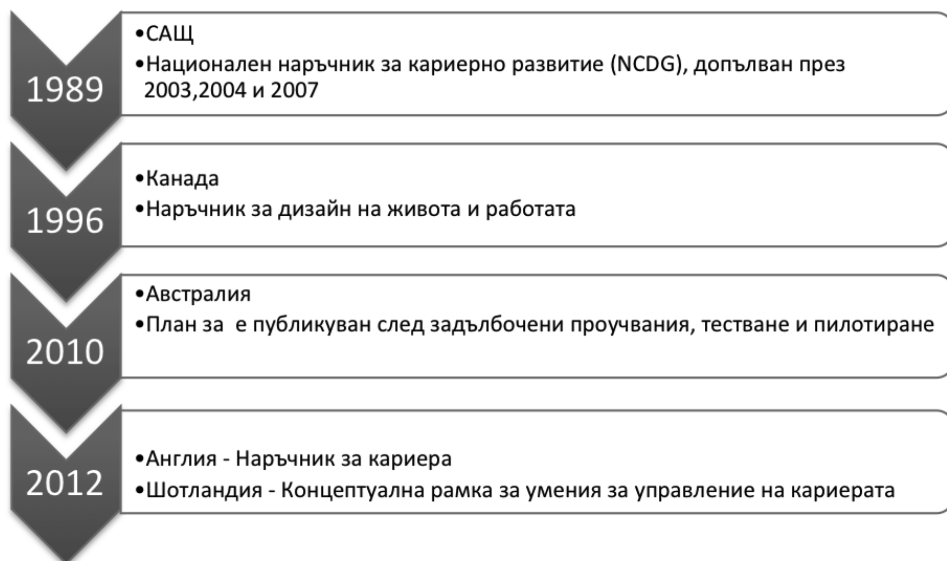 1989
•САЩ
•Национален наръчник за кариерно развитие (NCDG), допълван през
2003,2004 и 2007
1996
•Канада
•Наръчник за дизайн на живота и работата
2010
•Австралия
•План за  е публикуван след задълбочени проучвания, тестване и пилотиране
2012
•Англия - Наръчник за кариера
•Шотландия - Концептуална рамка за умения за управление на кариерата